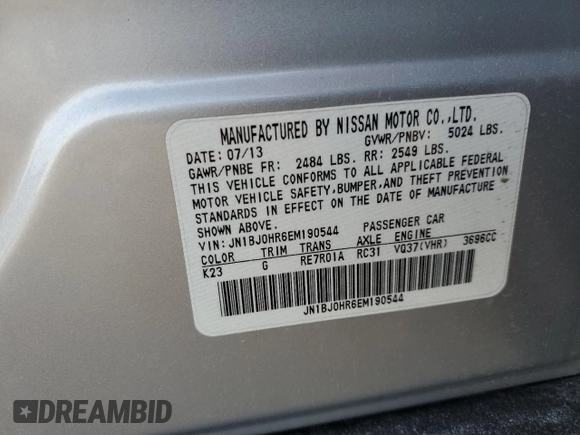 MANUFACTURED BY NISSAN MOTOR CO.,LTD.
DATE: 07/13 GVWR/PNBV: 5024 LBS.
GAWR/PNBE FR: 2484 LBS. RR: 2549 LBS.
THIS VEHICLE CONFORMS TO ALL APPLICABLE FEDERAL
MOTOR VEHICLE SAFETY,BUMPER,AND THEFT PREVENTION
STANDARDS IN EFFECT ON THE DATE OF MANUFACTURE
SHOWN ABOVE.
VIN: JN1BJ0HR6EM190544 PASSENGER CAR
COLOR TRIM TRANS AXLE ENGINE
K23 G RE7R01A RC31 VQ37(VHR) 3696CC
JN1BJ0HR6EM190544
DREAMBID